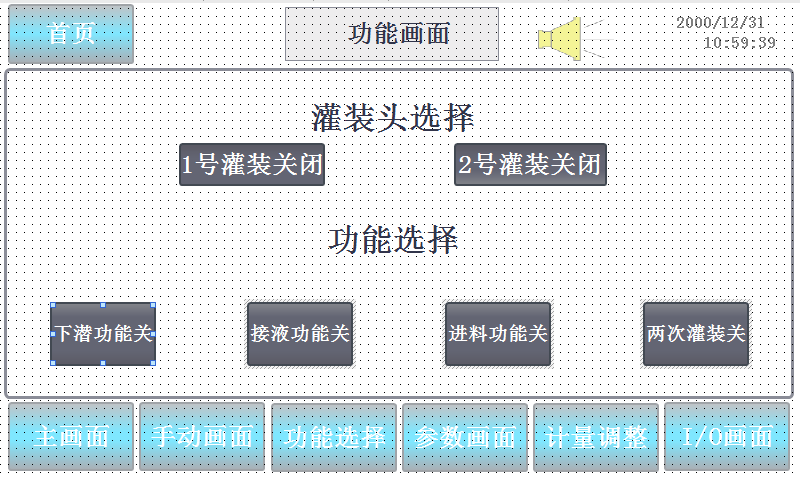 首页
功能画面
2000/12/31
10:59:39
灌装头选择
1号灌装关闭
2号灌装关闭
功能选择
下潜功能关
接液功能关
进料功能关
两次灌装关
主画面
手动画面
功能选择
参数画面
计量调整
I/O画面